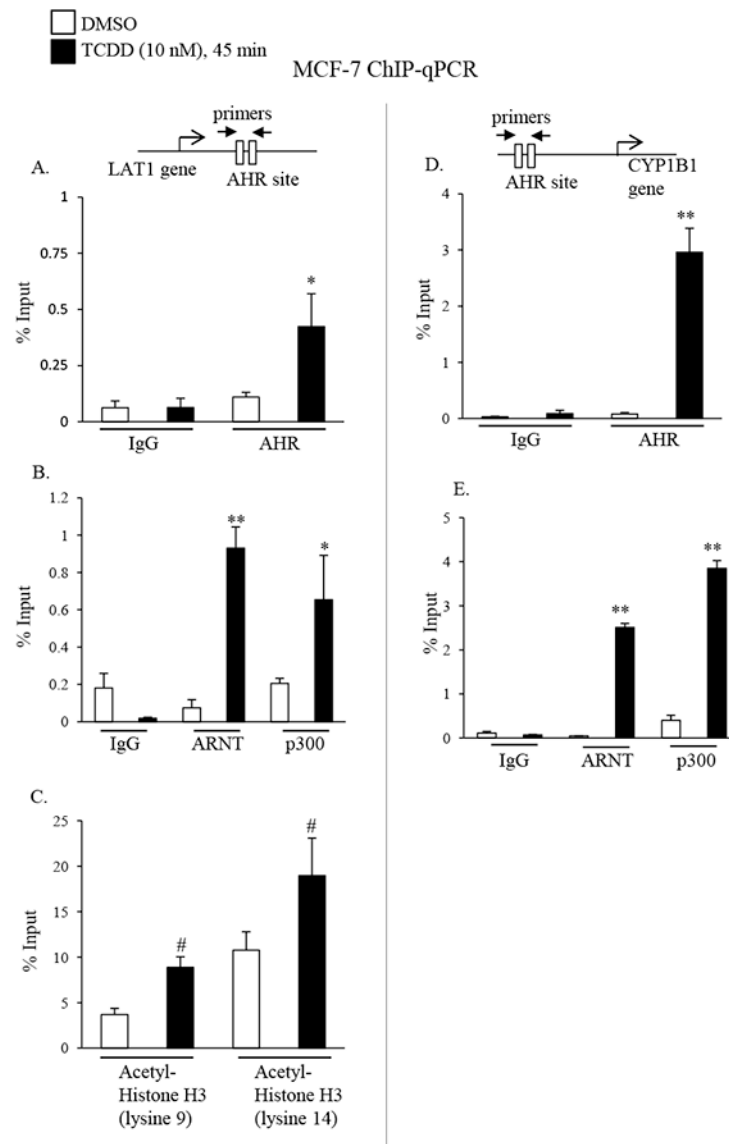 DMSO
TCDD (10 nM), 45 min
MCF-7 ChIP-qPCR
primers
LAT1 gene
AHR site
A.
1
0.75
0.5
0.25
0
% Input
*
IgG
AHR
B.
1.2
1
0.8
0.6
0.4
0.2
0
% Input
**
*
IgG
ARNT
p300
C.
25
20
15
10
5
0
% Input
#
#
Acetyl-
Histone H3
(lysine 9)
Acetyl-
Histone H3
(lysine 14)
primers
AHR site
CYP1B1
gene
D.
4
3
2
1
0
% Input
**
IgG
AHR
E.
5
4
3
2
1
0
% Input
**
**
IgG
ARNT
p300